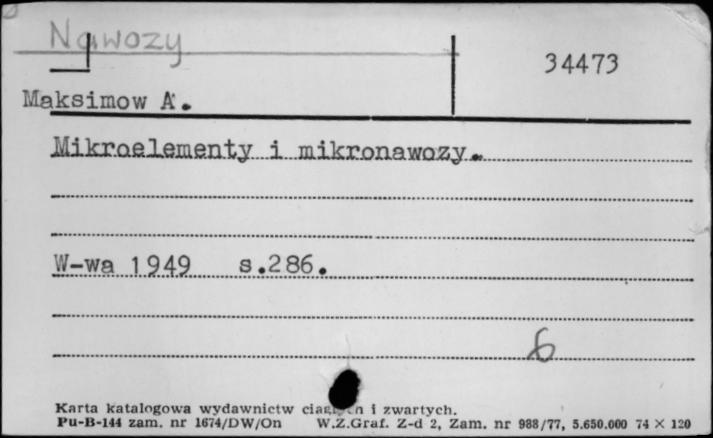 Nawozy
34473
Maksimow A.
Mikroelementy i mikronawozy.
W-wa 1949 s.286.
6
Karta katalogowa wydawnictw i zwartych.
Pu-B-144 zam. nr 1674/DW/On W.Z.Graf. Z-d 2, Zam. nr 988/77, 5.650.000 74 × 120